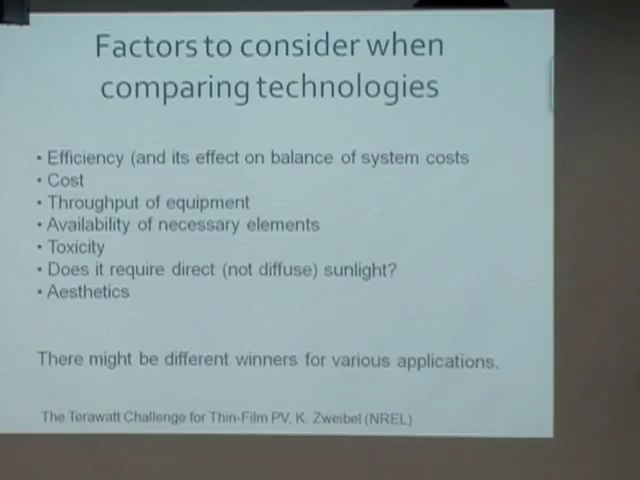 Factors to consider when
comparing technologies
• Efficiency (and its effect on balance of system costs
• Cost
• Throughput of equipment
• Availability of necessary elements
• Toxicity
• Does it require direct (not diffuse) sunlight?
• Aesthetics
There might be different winners for various applications.
The Terawatt Challenge for Thin-Film PV, K. Zweibel (NREL)